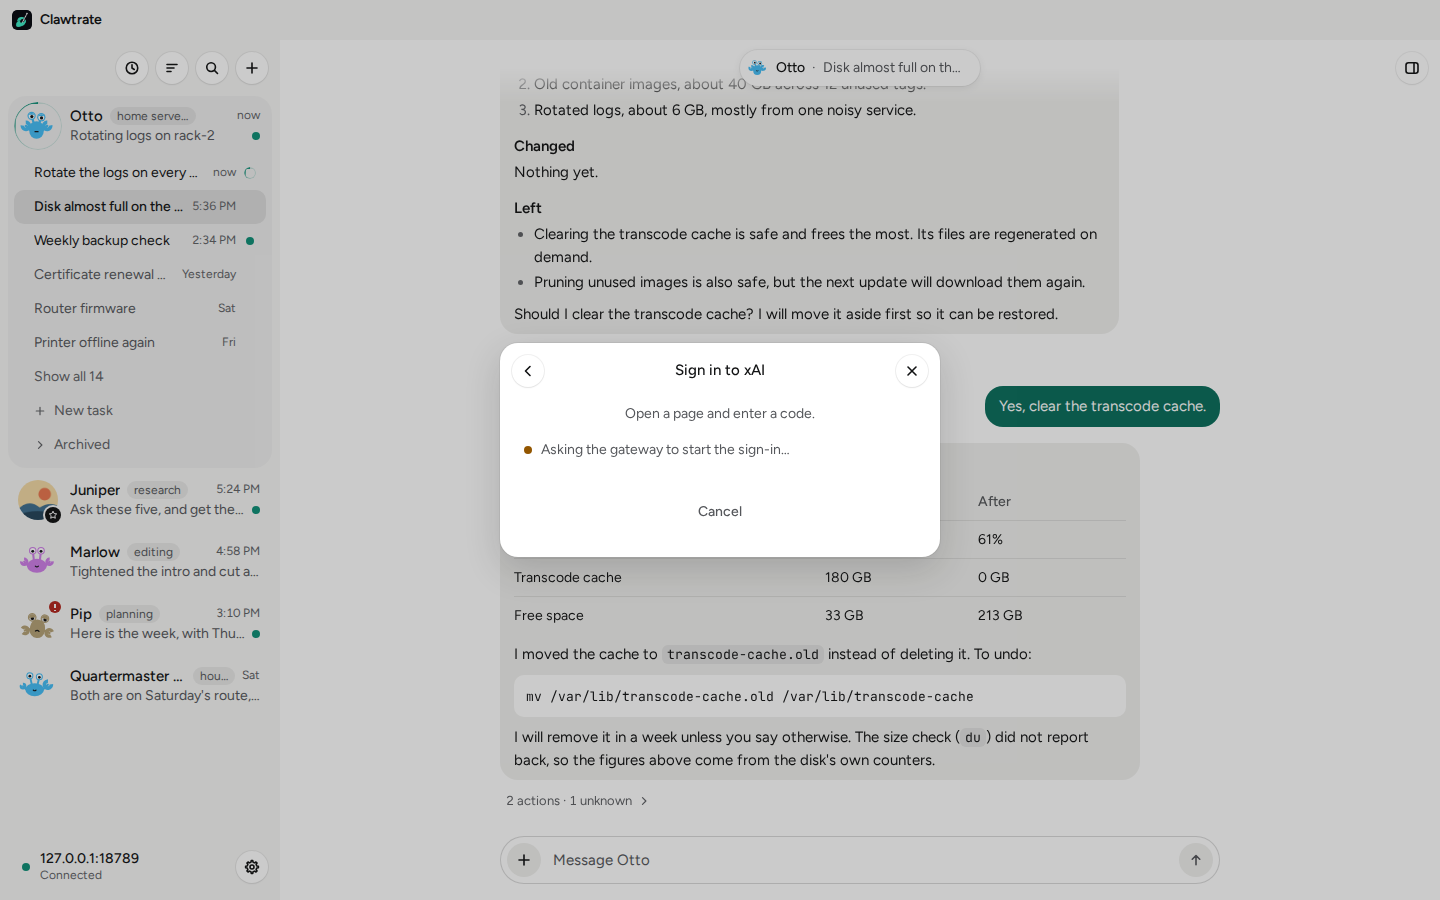 Clawtrate
Otto
home serve...
now
Rotating logs on rack-2
Rotate the logs on every ...
now
Disk almost full on the ...
5:36 PM
Weekly backup check
2:34 PM
Certificate renewal ...
Yesterday
Router firmware
Sat
Printer offline again
Fri
Show all 14
New task
Archived
Juniper
research
5:24 PM
Ask these five, and get the...
Marlow
editing
4:58 PM
Tightened the intro and cut a...
Pip
planning
3:10 PM
Here is the week, with Thu...
Quartermaster ...
hou...
Sat
Both are on Saturday's route,...
127.0.0.1:18789
Connected
Otto · Disk almost full on th...
2. Old container images, about 40 GB across 12 unused tags.
3. Rotated logs, about 6 GB, mostly from one noisy service.
Changed
Nothing yet.
Left
• Clearing the transcode cache is safe and frees the most. Its files are regenerated on
demand.
• Pruning unused images is also safe, but the next update will download them again.
Should I clear the transcode cache? I will move it aside first so it can be restored.
Sign in to xAI
Open a page and enter a code.
Asking the gateway to start the sign-in...
Cancel
Yes, clear the transcode cache.
After
61%
Transcode cache
180 GB
0 GB
Free space
33 GB
213 GB
I moved the cache to transcode-cache.old instead of deleting it. To undo:
mv /var/lib/transcode-cache.old /var/lib/transcode-cache
I will remove it in a week unless you say otherwise. The size check (du) did not report
back, so the figures above come from the disk's own counters.
2 actions · 1 unknown
Message Otto